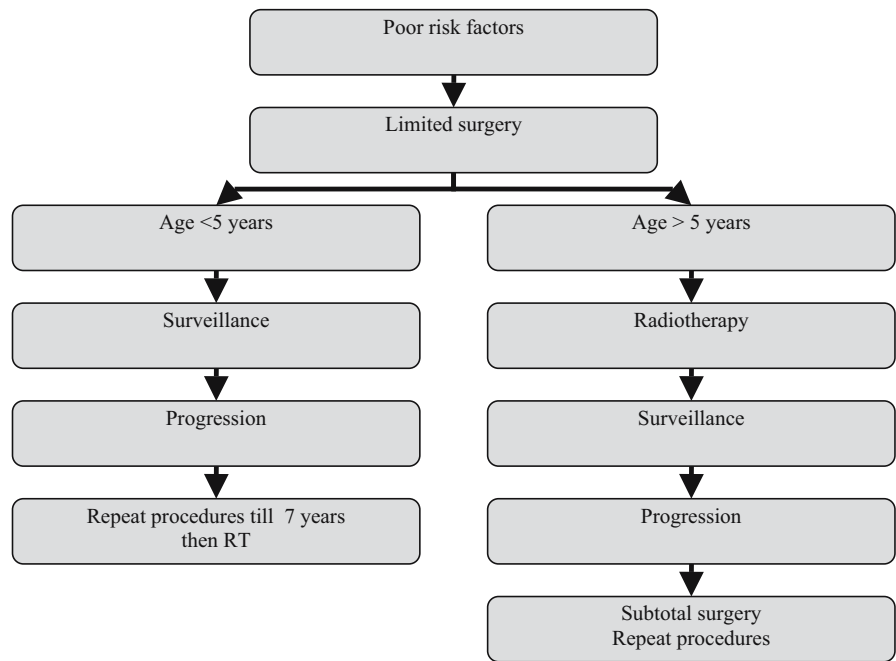 Poor risk factors
Limited surgery
Age <5 years
Surveillance
Progression
Repeat procedures till 7 years
then RT
Age > 5 years
Radiotherapy
Surveillance
Progression
Subtotal surgery
Repeat procedures